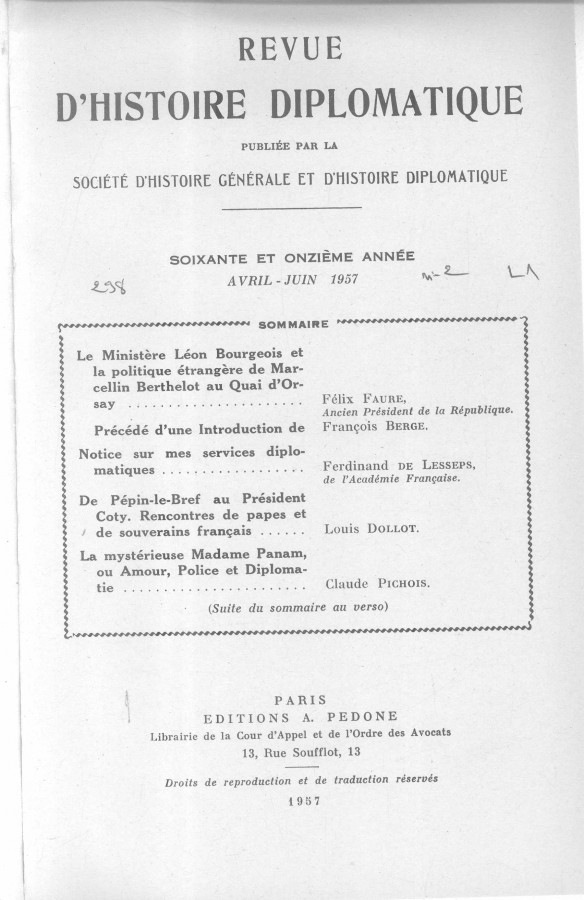 REVUE
D'HISTOIRE DIPLOMATIQUE
PUBLIÉE PAR LA
SOCIÉTÉ D'HISTOIRE GÉNÉRALE ET D'HISTOIRE DIPLOMATIQUE
SOIXANTE ET ONZIÈME ANNÉE
AVRIL - JUIN 1957
298
n- 2
SOMMAIRE
Le Ministère Léon Bourgeois et
la politique étrangère de Mar-
cellin Berthelot au Quai d'Or-
say ...................... Félix FAURE,
Ancien Président de la République.
Précédé d'une Introduction de François BERGE.
Notice sur mes services diplo-
matiques .................. Ferdinand DE LESSEPS,
de l'Académie Française.
De Pépin-le-Bref au Président
Coty. Rencontres de papes et
de souverains français ...... Louis DOLLOT.
La mystérieuse Madame Panam,
ou Amour, Police et Diploma-
tie ....................... Claude PICHOIS.
(Suite du sommaire au verso)
PARIS
EDITIONS A. PEDONE
Librairie de la Cour d'Appel et de l'Ordre des Avocats
13, Rue Soufflot, 13
Droits de reproduction et de traduction réservés
1957